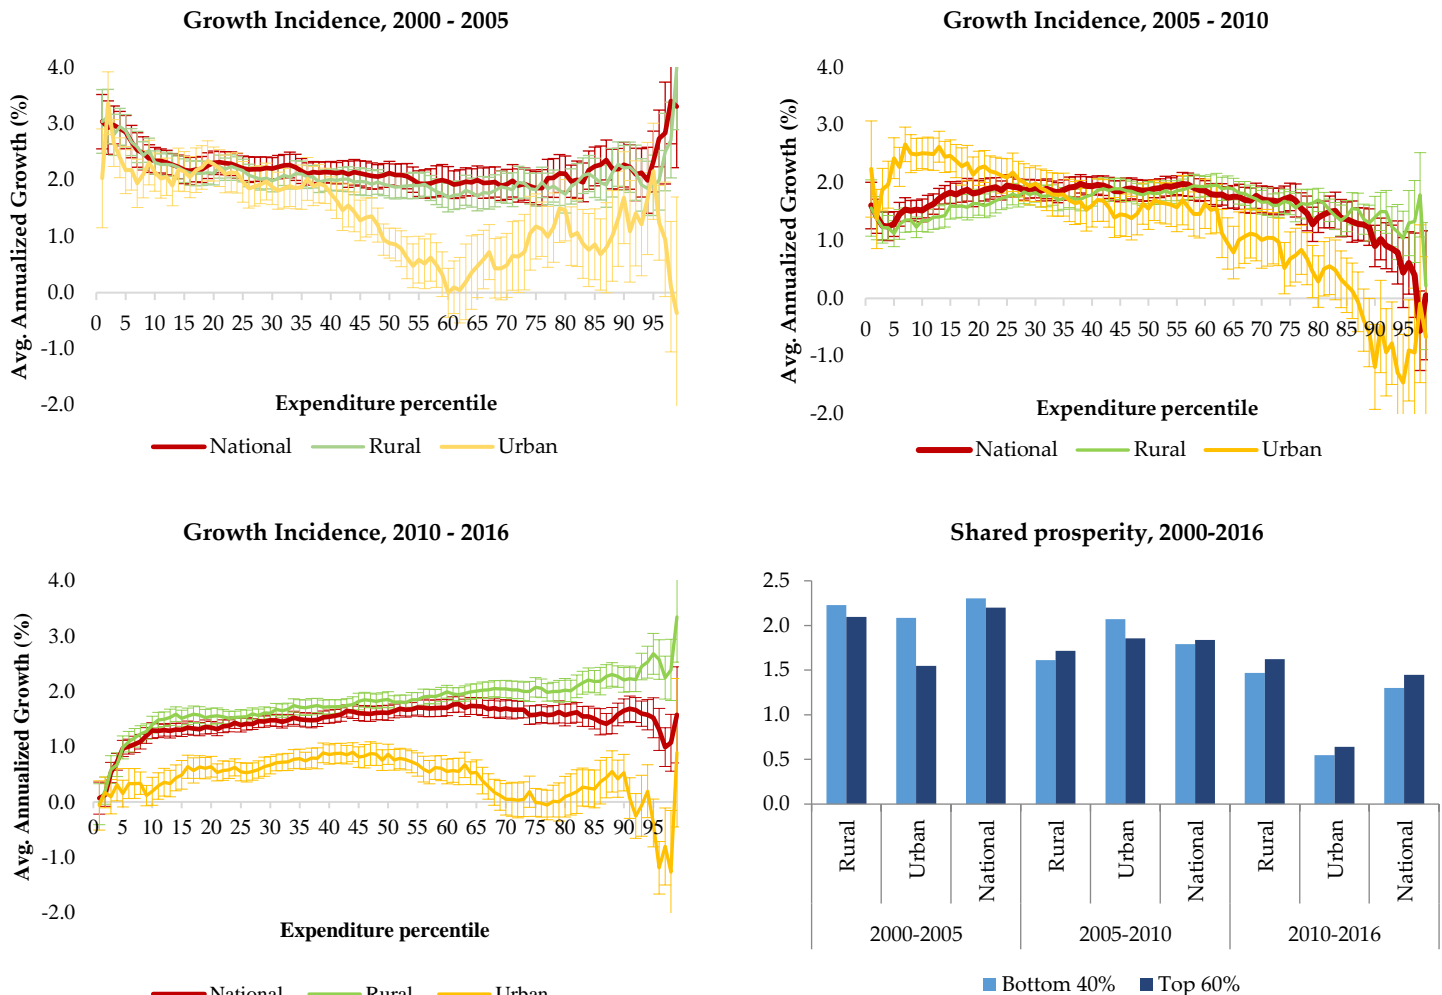 Growth Incidence, 2000 - 2005
4.0
3.0
2.0
1.0
0.0
-1.0
-2.0
Avg. Annualized Growth (%)
0 5 10 15 20 25 30 35 40 45 50 55 60 65 70 75 80 85 90 95
Expenditure percentile
National Rural Urban
Growth Incidence, 2005 - 2010
4.0
3.0
2.0
1.0
0.0
-1.0
-2.0
Avg. Annualized Growth (%)
0 5 10 15 20 25 30 35 40 45 50 55 60 65 70 75 80 85 90 95
Expenditure percentile
National Rural Urban
Growth Incidence, 2010 - 2016
4.0
3.0
2.0
1.0
0.0
-1.0
-2.0
Avg. Annualized Growth (%)
0 5 10 15 20 25 30 35 40 45 50 55 60 65 70 75 80 85 90 95
Expenditure percentile
National Rural Urban
Shared prosperity, 2000-2016
2.5
2.0
1.5
1.0
0.5
0.0
Rural Urban National Rural Urban National Rural Urban National
2000-2005 2005-2010 2010-2016
Bottom 40% Top 60%